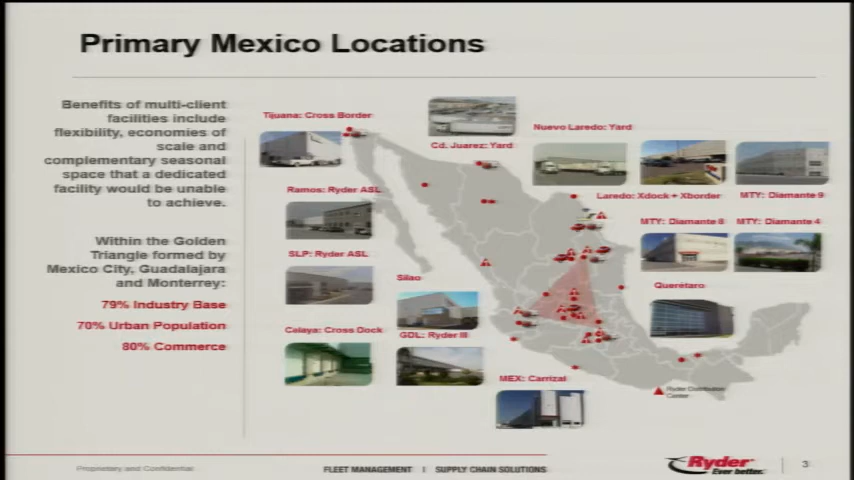 Primary Mexico Locations
Benefits of multi-client
facilities include
flexibility, economies of
scale and
complementary seasonal
space that a dedicated
facility would be unable
to achieve.
Within the Golden
Triangle formed by
Mexico City, Guadalajara
and Monterrey:
79% Industry Base
70% Urban Population
80% Commerce
Tijuana: Cross Border
Cd. Juarez: Yard
Nuevo Laredo: Yard
Ramos: Ryder ASL
Laredo: Xdock + Xborder
MTY: Diamante 9
MTY: Diamante 8
MTY: Diamante 4
SLP: Ryder ASL
Silao
Querétaro
Celaya: Cross Dock
GDL: Ryder III
MEX: Carrizal
Ryder Distribution
Center
Proprietary and Confidential
FLEET MANAGEMENT | SUPPLY CHAIN SOLUTIONS
Ryder
Ever better.
3